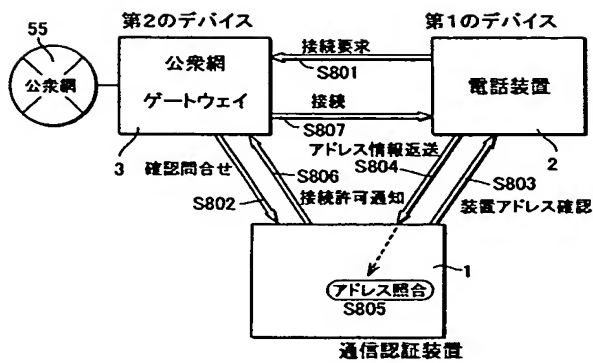 55
公衆網
第2のデバイス
公衆網
ゲートウェイ
3
第1のデバイス
電話装置
2
接続要求
S801
接続
S807
アドレス情報返送
S804
S803
装置アドレス確認
確認問合せ
S802
S806
接続許可通知
アドレス照合
S805
1
通信認証装置